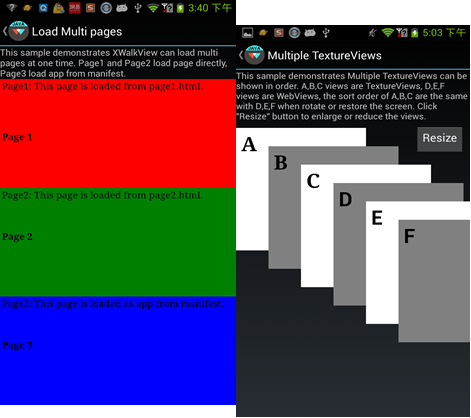 3:40 下午
Load Multi pages
This sample demonstrates XWalkView can load multi
pages at one time. Page1 and Page2 load page directly,
Page3 load app from manifest.
Page1: This page is loaded from page1.html.
Page 1
Page2: This page is loaded from page2.html.
Page 2
Page3: This page is loaded as app from manifest.
Page 3
5:03 下午
Multiple TextureViews
This sample demonstrates Multiple TextureViews can be
shown in order. A,B,C views are TextureViews, D,E,F
views are WebViews, the sort order of A,B,C are the same
with D,E,F when rotate or restore the screen. Click
"Resize" button to enlarge or reduce the views.
Resize
A
B
C
D
E
F